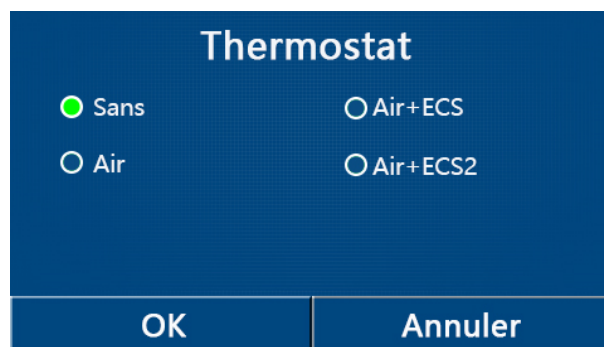 Thermostat
Sans
Air+ECS
Air
Air+ECS2
OK
Annuler